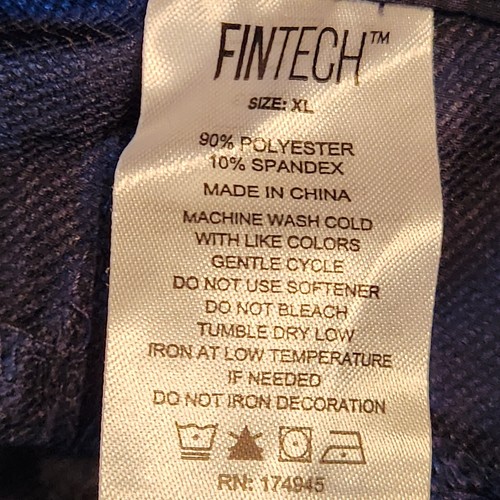 FINTECH™
SIZE: XL
90% POLYESTER
10% SPANDEX
MADE IN CHINA
MACHINE WASH COLD
WITH LIKE COLORS
GENTLE CYCLE
DO NOT USE SOFTENER
DO NOT BLEACH
TUMBLE DRY LOW
IRON AT LOW TEMPERATURE
IF NEEDED
DO NOT IRON DECORATION
RN: 174945